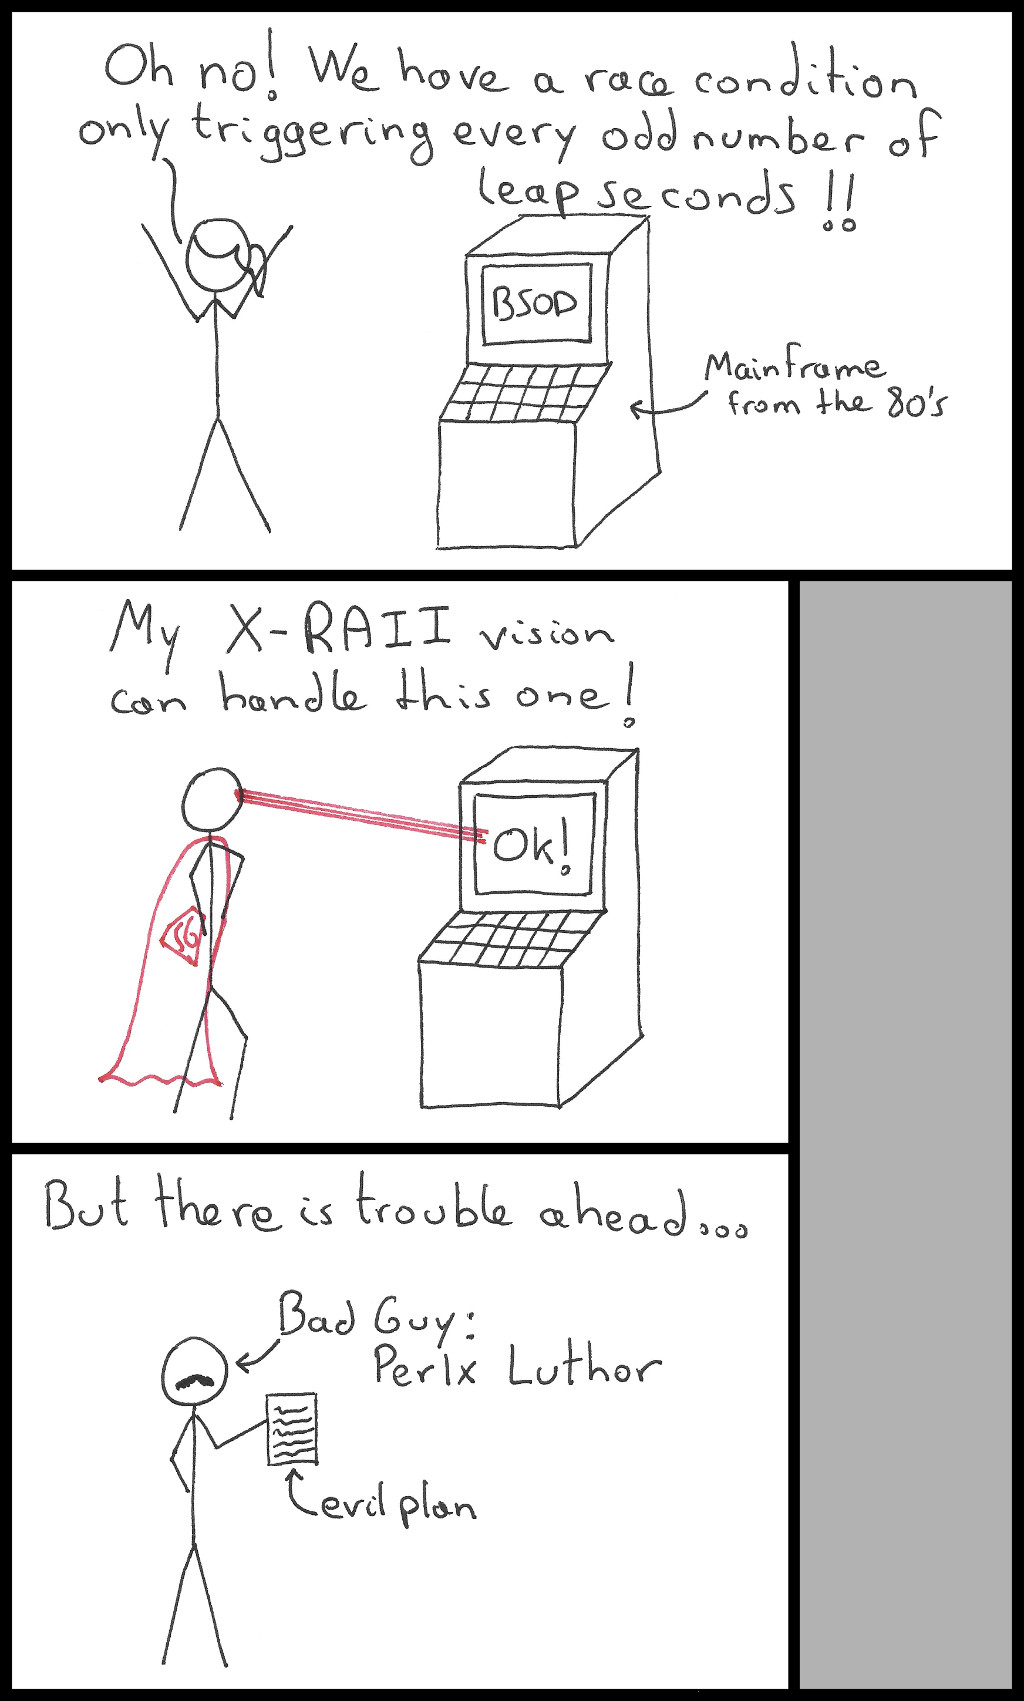 Oh no! We have a race condition
only triggering every odd number of
leap seconds!!
BSOD
Mainframe
from the 80's
My X-RAII vision
can handle this one!
Ok!
SG
But there is trouble ahead...
Bad Guy:
Perlx Luthor
evil plan